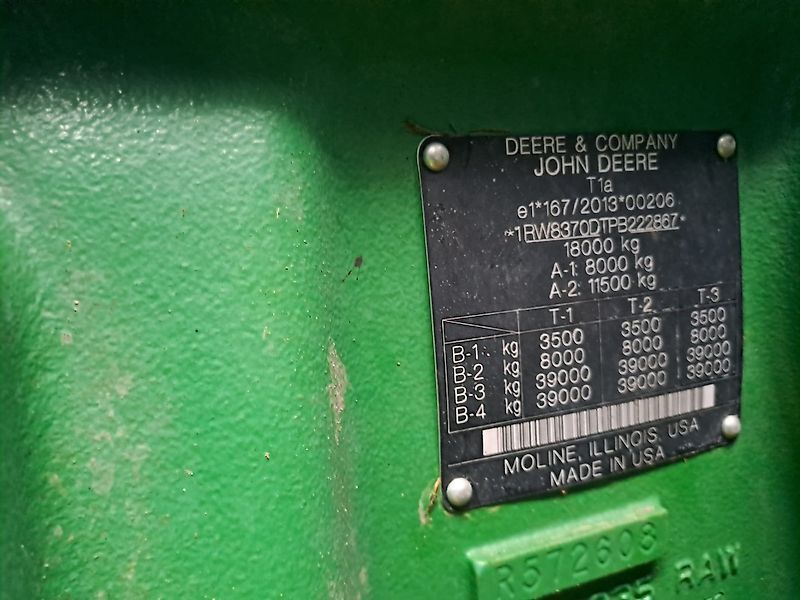 DEERE & COMPANY
JOHN DEERE
T1a
e1*167/2013*00206
*1RW8370DTPB222867*
18000 kg
A-1: 8000 kg
A-2: 11500 kg
T-1 T-2 T-3
B-1 kg 3500 3500 3500
B-2 kg 8000 8000 8000
B-3 kg 39000 39000 39000
B-4 kg 39000 39000 39000
MOLINE, ILLINOIS, USA
MADE IN USA
R572608
RAW